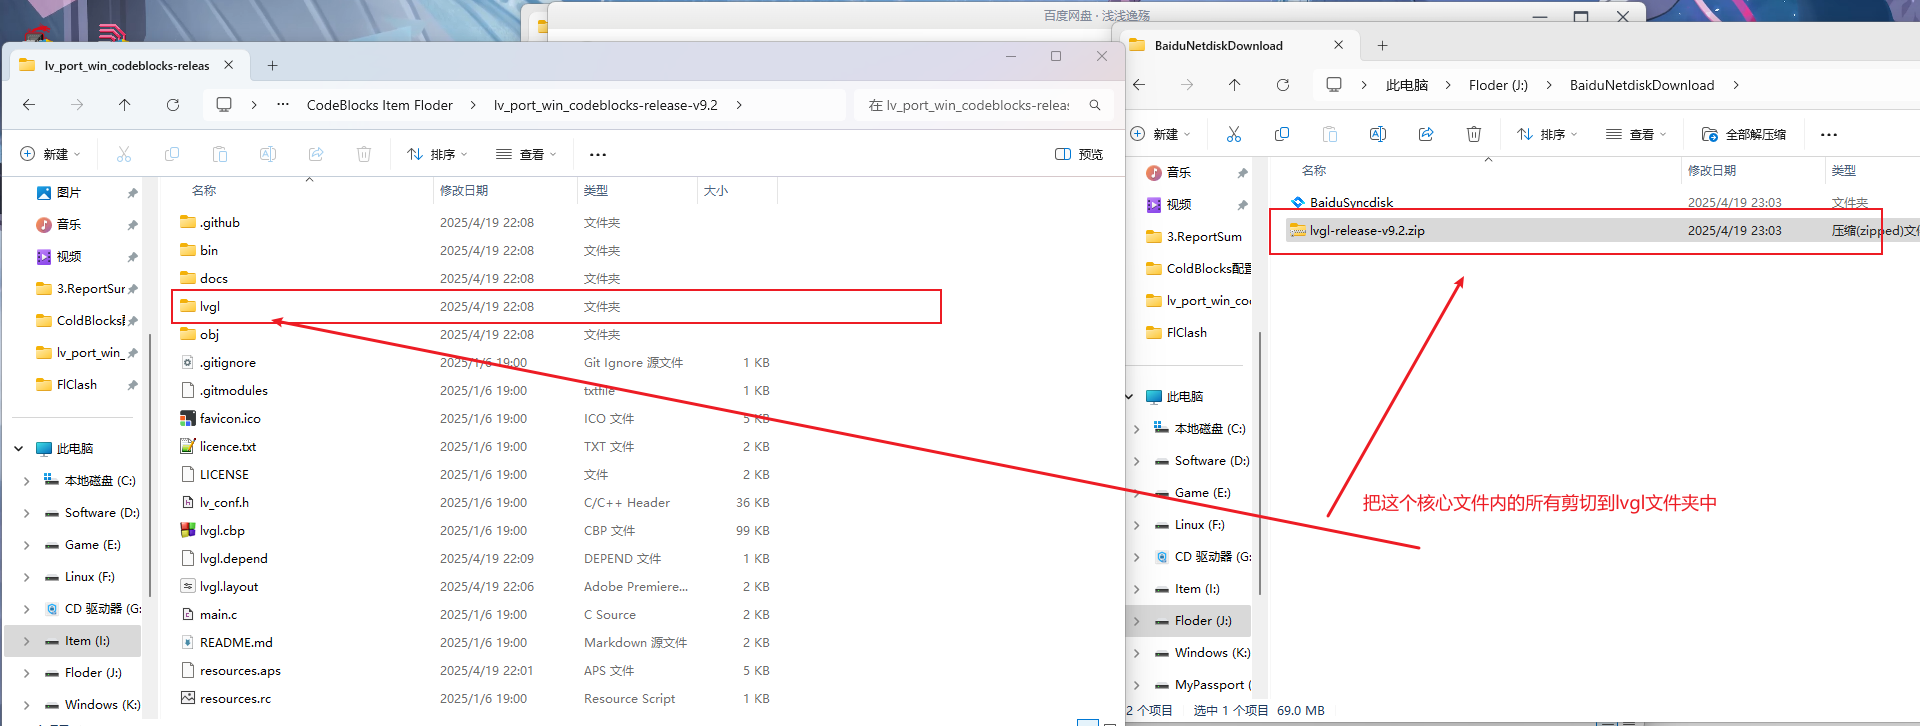 百度网盘 · 浅浅逸殇
lv_port_win_codeblocks-releas
CodeBlocks Item Floder
lv_port_win_codeblocks-release-v9.2
在 lv_port_win_codeblocks-releas
新建
排序
查看
预览
图片
音乐
视频
3.ReportSum
ColdBlocks
lv_port_win_
FlClash
此电脑
本地磁盘 (C:)
Software (D:)
Game (E:)
Linux (F:)
CD 驱动器 (G:
Item (I:)
Floder (J:)
Windows (K:)
名称 修改日期 类型 大小
.github 2025/4/19 22:08 文件夹
bin 2025/4/19 22:08 文件夹
docs 2025/4/19 22:08 文件夹
lvgl 2025/4/19 22:08 文件夹
obj 2025/4/19 22:08 文件夹
.gitignore 2025/1/6 19:00 Git Ignore 源文件 1 KB
.gitmodules 2025/1/6 19:00 txtfile 1 KB
favicon.ico 2025/1/6 19:00 ICO 文件 5 KB
licence.txt 2025/1/6 19:00 TXT 文件 2 KB
LICENSE 2025/1/6 19:00 文件 2 KB
lv_conf.h 2025/1/6 19:00 C/C++ Header 36 KB
lvgl.cbp 2025/1/6 19:00 CBP 文件 99 KB
lvgl.depend 2025/4/19 22:09 DEPEND 文件 1 KB
lvgl.layout 2025/4/19 22:06 Adobe Premiere... 2 KB
main.c 2025/1/6 19:00 C Source 2 KB
README.md 2025/1/6 19:00 Markdown 源文件 2 KB
resources.aps 2025/4/19 22:01 APS 文件 5 KB
resources.rc 2025/1/6 19:00 Resource Script 1 KB
BaiduNetdiskDownload
此电脑
Floder (J:)
BaiduNetdiskDownload
新建
排序
查看
全部解压缩
音乐
视频
3.ReportSum
ColdBlocks配置
lv_port_win_co
FlClash
此电脑
本地磁盘 (C:)
Software (D:)
Game (E:)
Linux (F:)
CD 驱动器 (G:
Item (I:)
Floder (J:)
Windows (K:)
MyPassport (
名称 修改日期 类型
BaiduSyncdisk 2025/4/19 23:03 文件夹
lvgl-release-v9.2.zip 2025/4/19 23:03 压缩(zipped)文件
把这个核心文件内的所有剪切到lvgl文件夹中
2 个项目 选中 1 个项目 69.0 MB